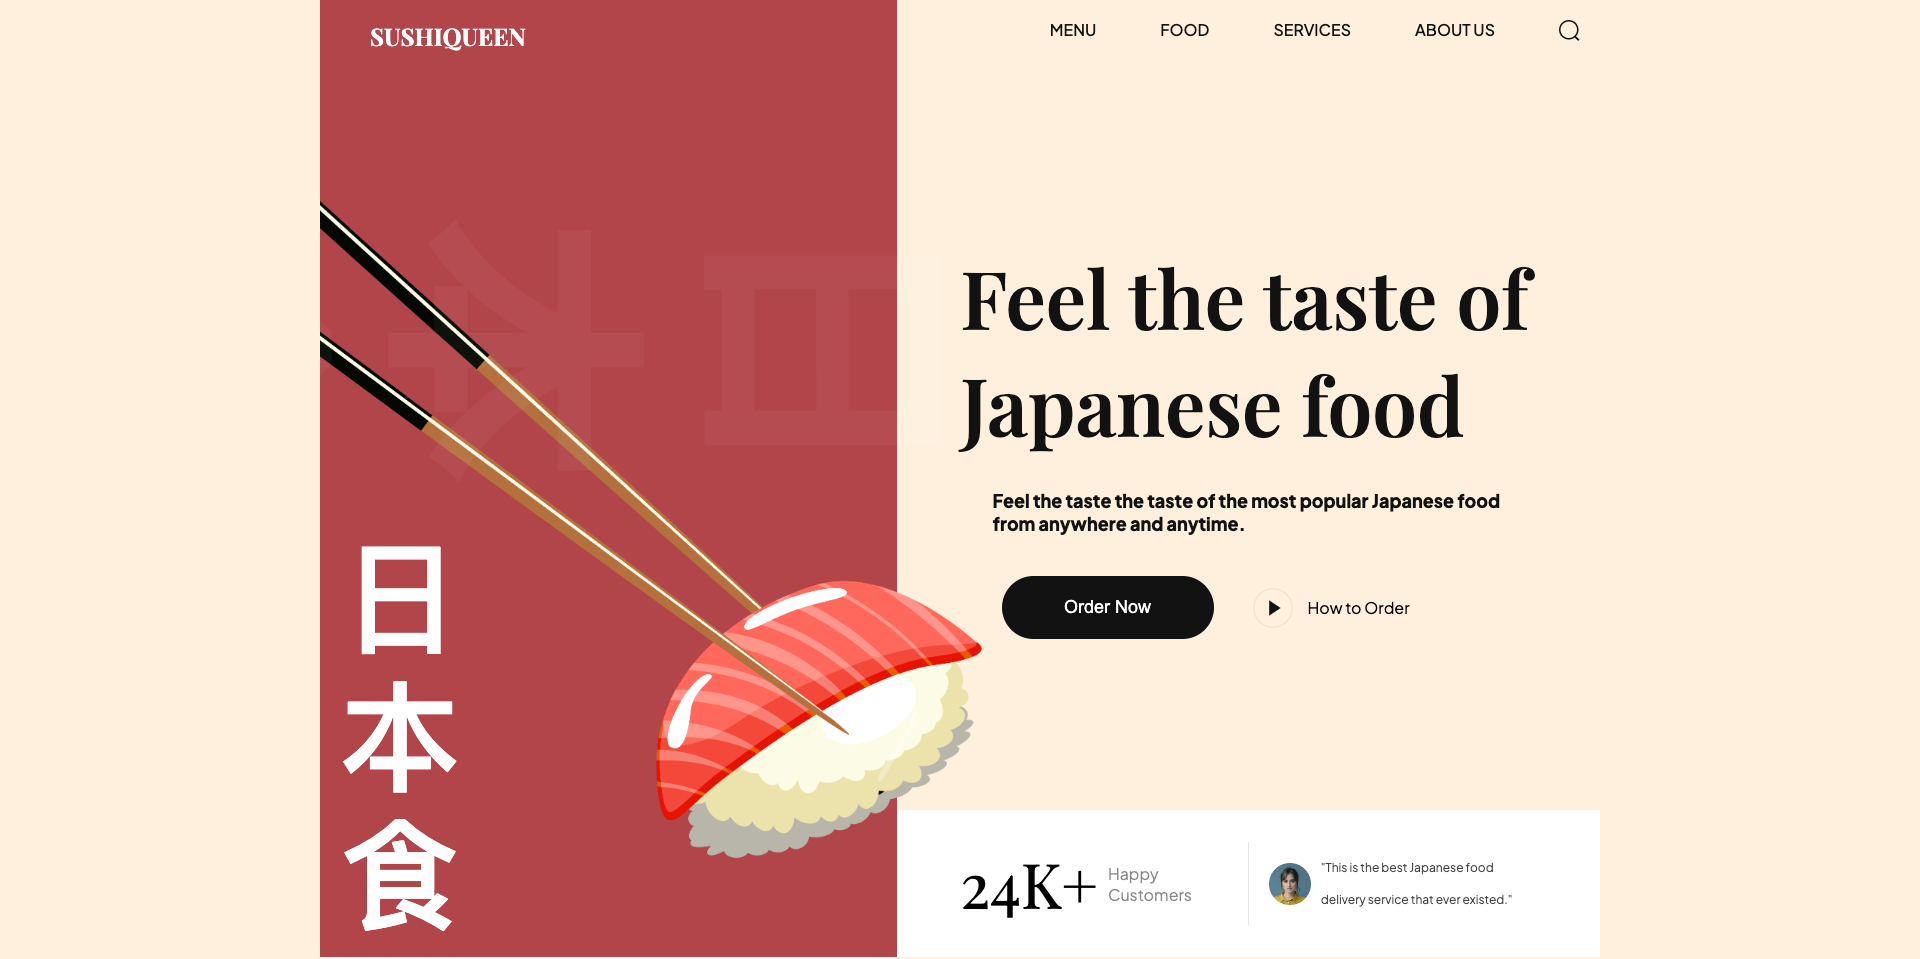 SUSHIQUEEN
MENU
FOOD
SERVICES
ABOUT US
日本
Feel the taste of
Japanese food
Feel the taste the taste of the most popular Japanese food
from anywhere and anytime.
Order Now
How to Order
日
本
食
24K+
Happy
Customers
"This is the best Japanese food
delivery service that ever existed."